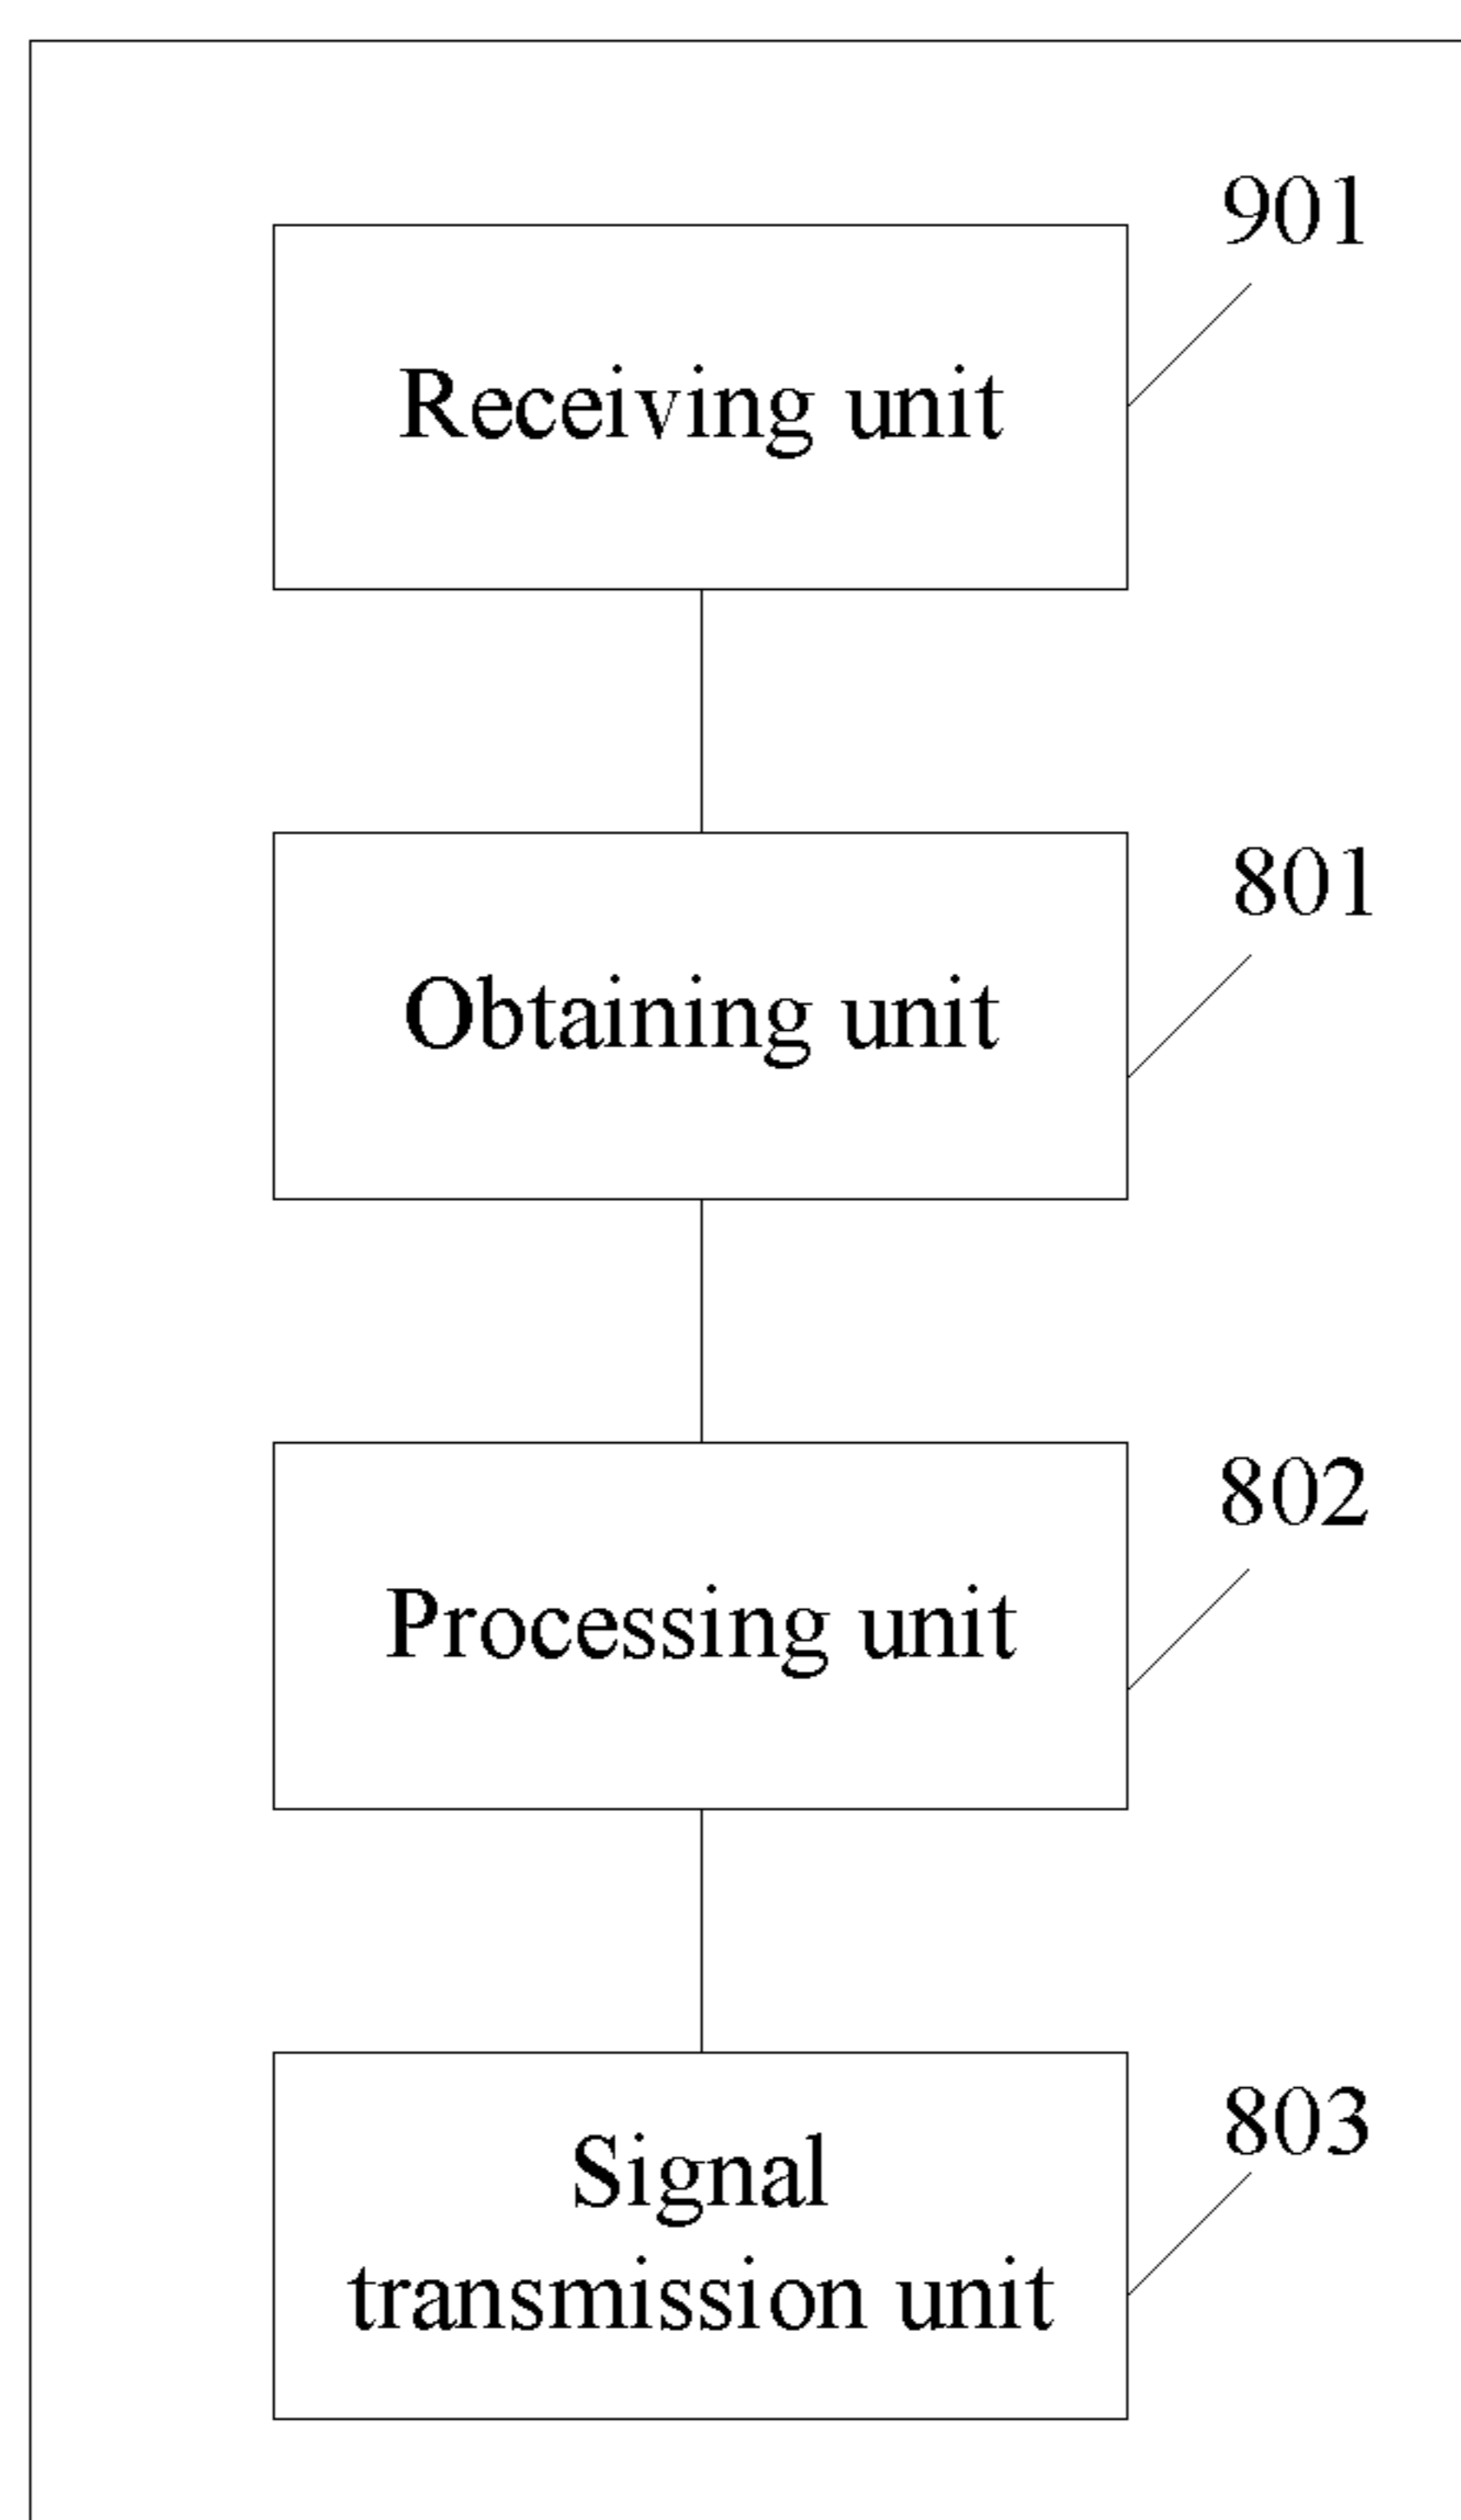 901
Receiving unit
801
Obtaining unit
802
Processing unit
803
Signal
transmission unit